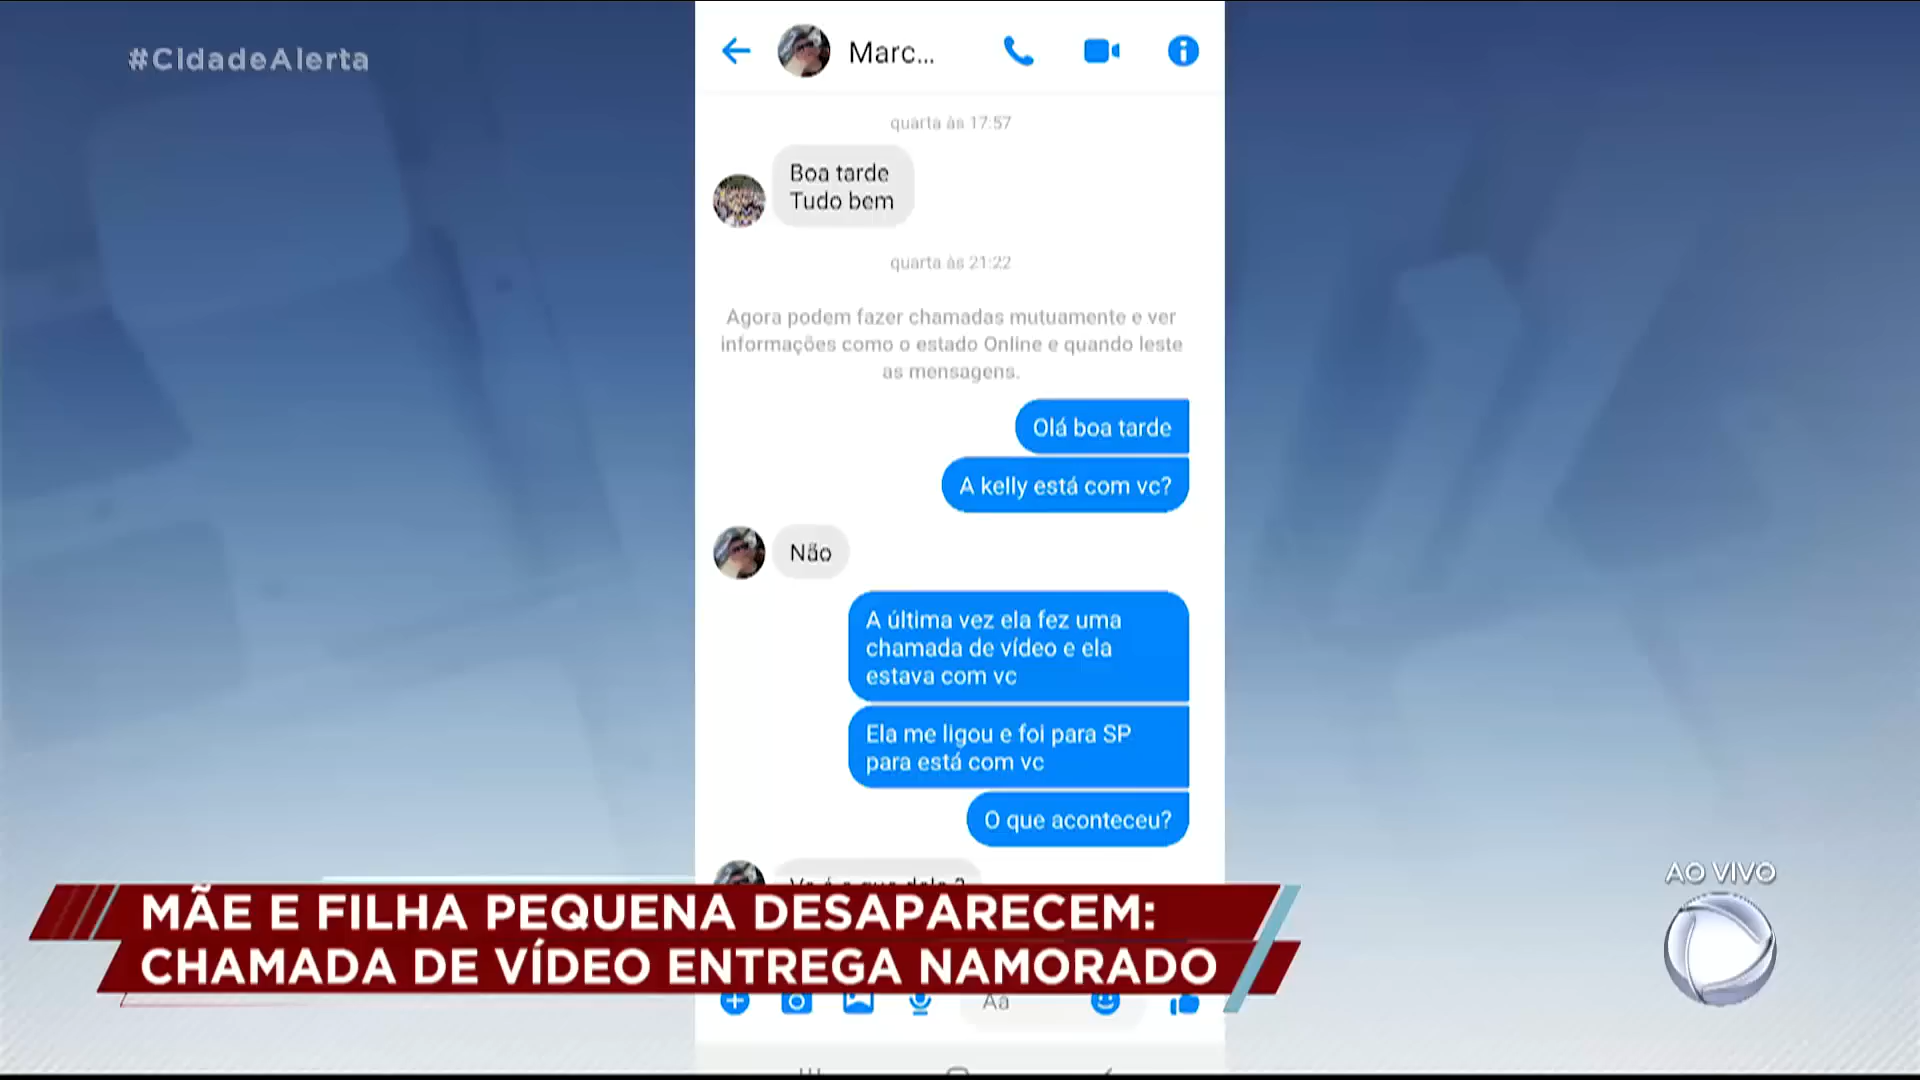 #CidadeAlerta
Marc...
quarta às 17:57
Boa tarde
Tudo bem
quarta às 21:22
Agora podem fazer chamadas mutuamente e ver
informações como o estado Online e quando leste
as mensagens.
Olá boa tarde
A kelly está com vc?
Não
A última vez ela fez uma
chamada de vídeo e ela
estava com vc
Ela me ligou e foi para SP
para está com vc
O que aconteceu?
MÃE E FILHA PEQUENA DESAPARECEM:
CHAMADA DE VÍDEO ENTREGA NAMORADO
Aa
AO VIVO